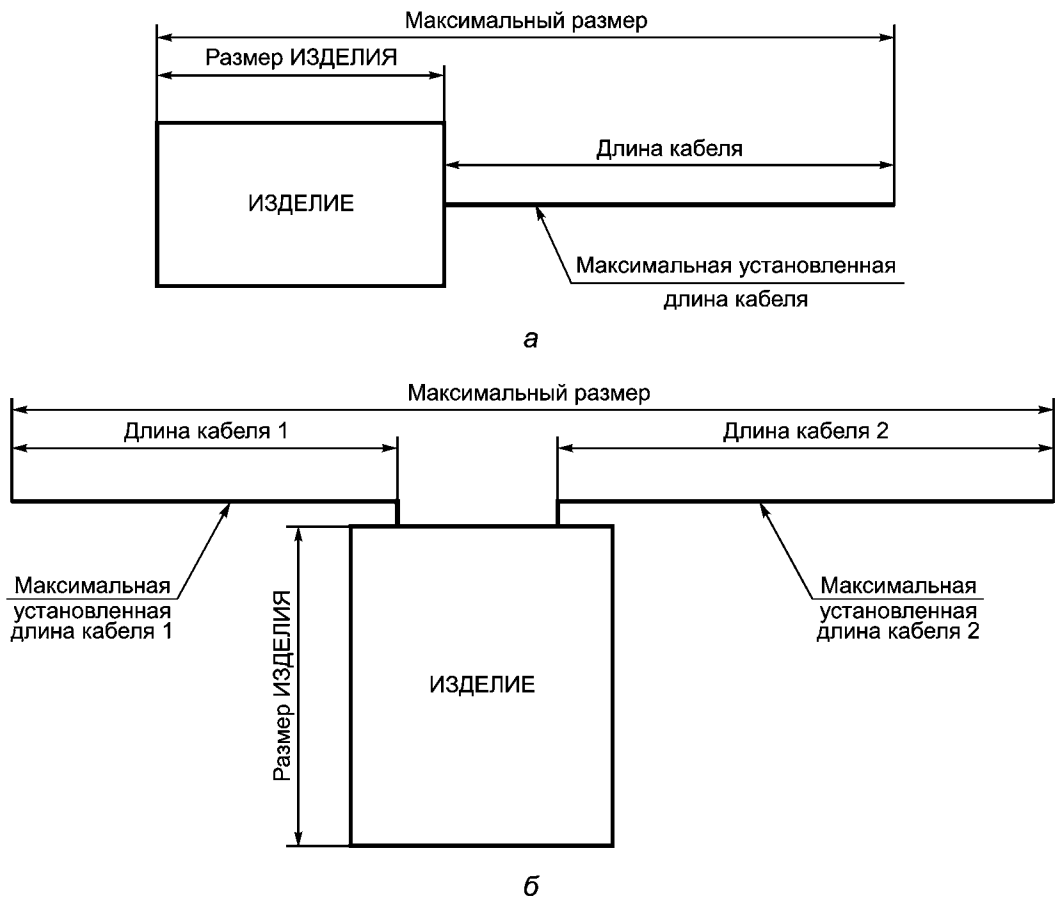 Максимальный размер
Размер ИЗДЕЛИЯ
Длина кабеля
ИЗДЕЛИЕ
Максимальная установленная
длина кабеля
а
Максимальный размер
Длина кабеля 1
Длина кабеля 2
Максимальная
установленная
длина кабеля 1
Максимальная
установленная
длина кабеля 2
Размер ИЗДЕЛИЯ
ИЗДЕЛИЕ
б